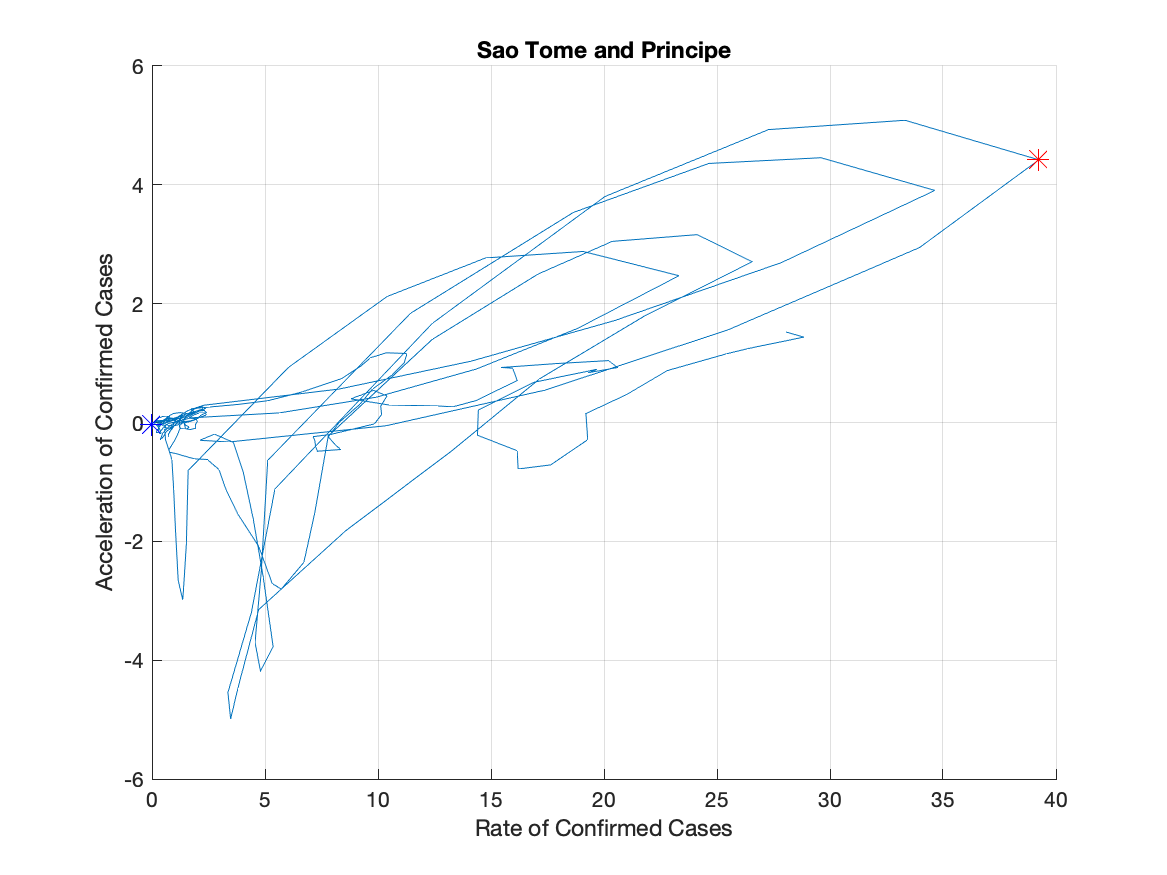 Sao Tome and Principe
6
4
2
0
-2
-4
-6
Acceleration of Confirmed Cases
0 5 10 15 20 25 30 35 40
Rate of Confirmed Cases